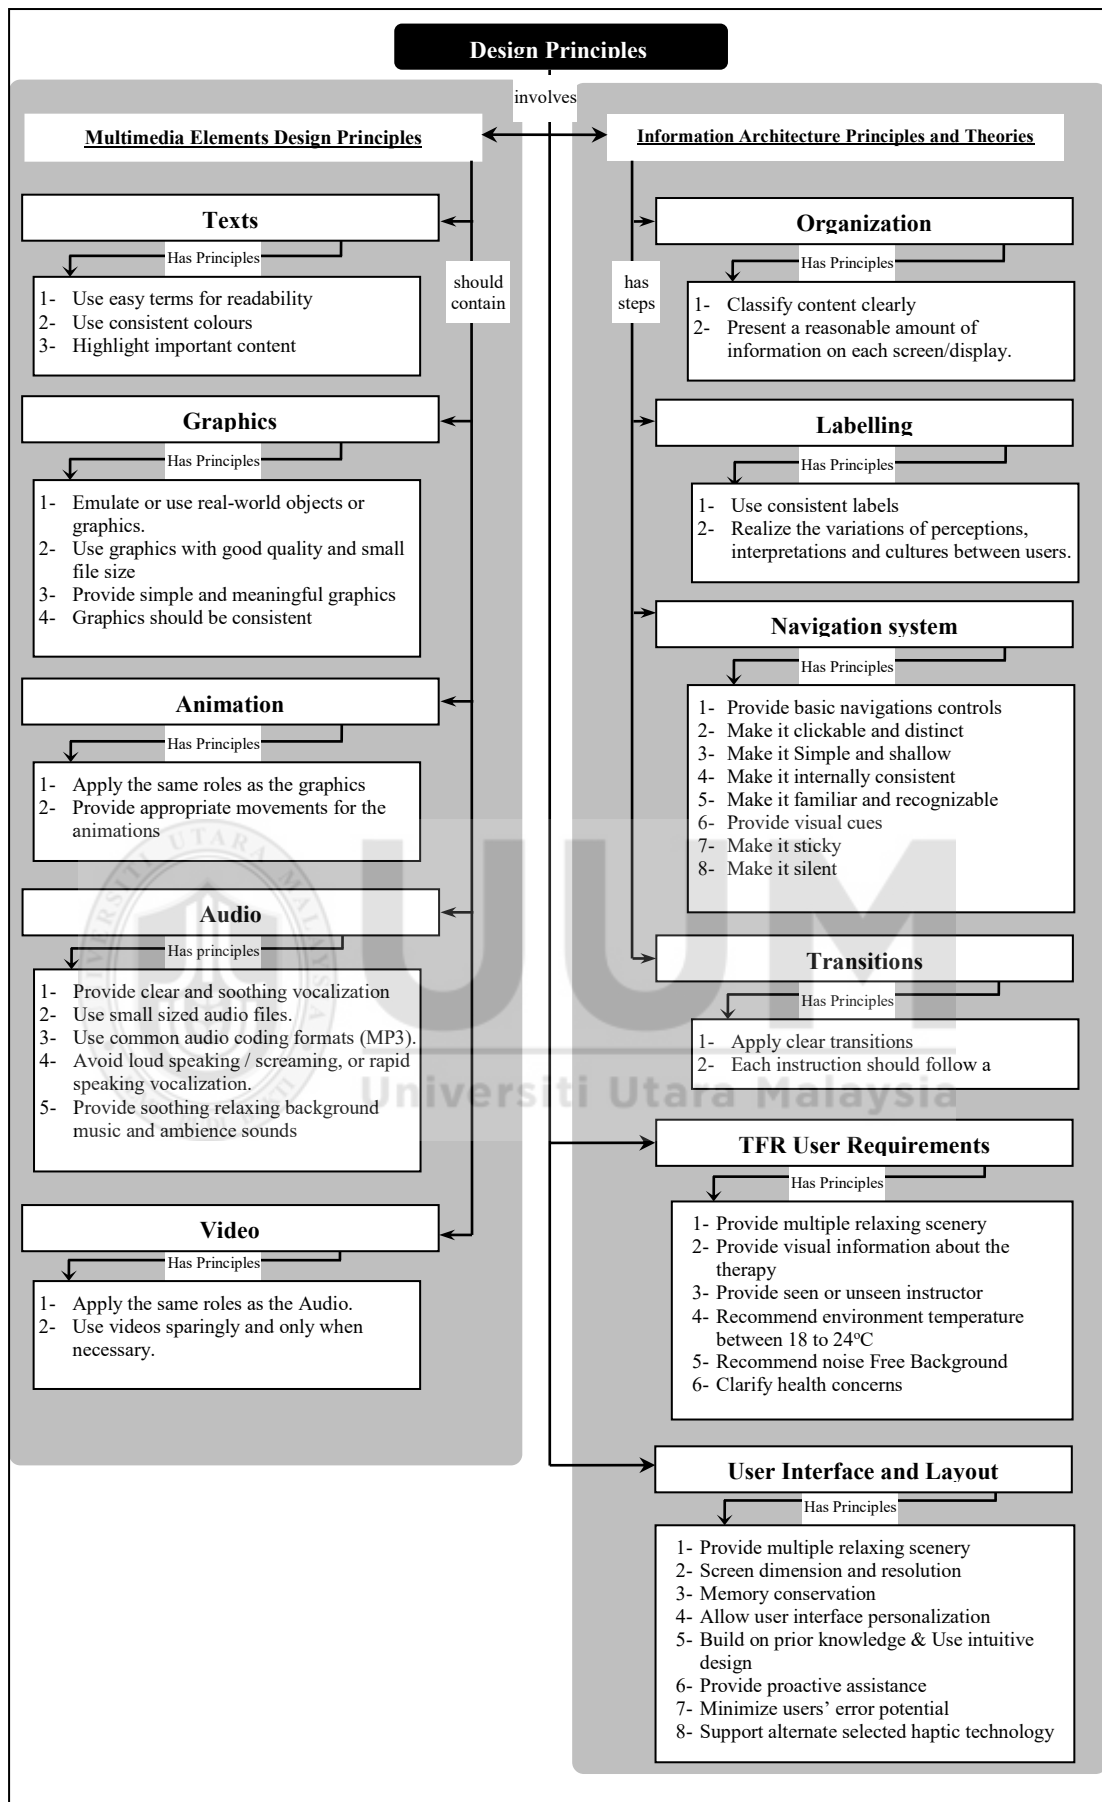 Design Principles
involves
Multimedia Elements Design Principles
should
contain
Texts
Has Principles
1- Use easy terms for readability
2- Use consistent colours
3- Highlight important content
Graphics
Has Principles
1- Emulate or use real-world objects or
graphics.
2- Use graphics with good quality and small
file size
3- Provide simple and meaningful graphics
4- Graphics should be consistent
Animation
Has Principles
1- Apply the same roles as the graphics
2- Provide appropriate movements for the
animations
Audio
Has principles
1- Provide clear and soothing vocalization
2- Use small sized audio files.
3- Use common audio coding formats (MP3).
4- Avoid loud speaking / screaming, or rapid
speaking vocalization.
5- Provide soothing relaxing background
music and ambience sounds
Video
Has Principles
1- Apply the same roles as the Audio.
2- Use videos sparingly and only when
necessary.
Information Architecture Principles and Theories
has
steps
Organization
Has Principles
1- Classify content clearly
2- Present a reasonable amount of
information on each screen/display.
Labelling
Has Principles
1- Use consistent labels
2- Realize the variations of perceptions,
interpretations and cultures between users.
Navigation system
Has Principles
1- Provide basic navigations controls
2- Make it clickable and distinct
3- Make it Simple and shallow
4- Make it internally consistent
5- Make it familiar and recognizable
6- Provide visual cues
7- Make it sticky
8- Make it silent
Transitions
Has Principles
1- Apply clear transitions
2- Each instruction should follow a
TFR User Requirements
Has Principles
1- Provide multiple relaxing scenery
2- Provide visual information about the
therapy
3- Provide seen or unseen instructor
4- Recommend environment temperature
between 18 to 24°C
5- Recommend noise Free Background
6- Clarify health concerns
User Interface and Layout
Has Principles
1- Provide multiple relaxing scenery
2- Screen dimension and resolution
3- Memory conservation
4- Allow user interface personalization
5- Build on prior knowledge & Use intuitive
design
6- Provide proactive assistance
7- Minimize users' error potential
8- Support alternate selected haptic technology
UUM
Universiti Utara Malaysia
UNIVERSITI UTARA MALAYSIA